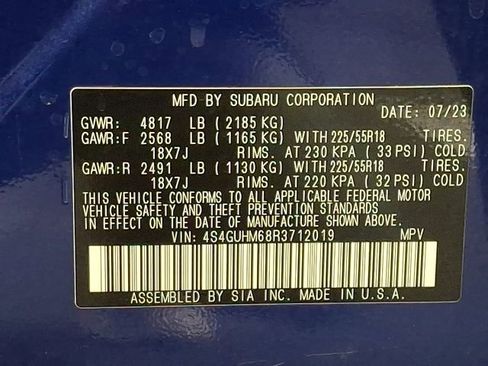 MFD BY SUBARU CORPORATION
DATE: 07/23
GVWR: 4817 LB ( 2185 KG)
GAWR:F 2568 LB ( 1165 KG) WITH 225/55R18 TIRES.
18X7J RIMS. AT 230 KPA ( 33 PSI) COLD
GAWR:R 2491 LB ( 1130 KG) WITH 225/55R18 TIRES.
18X7J RIMS. AT 220 KPA ( 32 PSI) COLD
THIS VEHICLE CONFORMS TO ALL APPLICABLE FEDERAL MOTOR
VEHICLE SAFETY AND THEFT PREVENTION STANDARDS
IN EFFECT ON THE DATE OF MANUFACTURE SHOWN ABOVE.
VIN: 4S4GUHM68R3712019 MPV
ASSEMBLED BY SIA INC. MADE IN U.S.A.